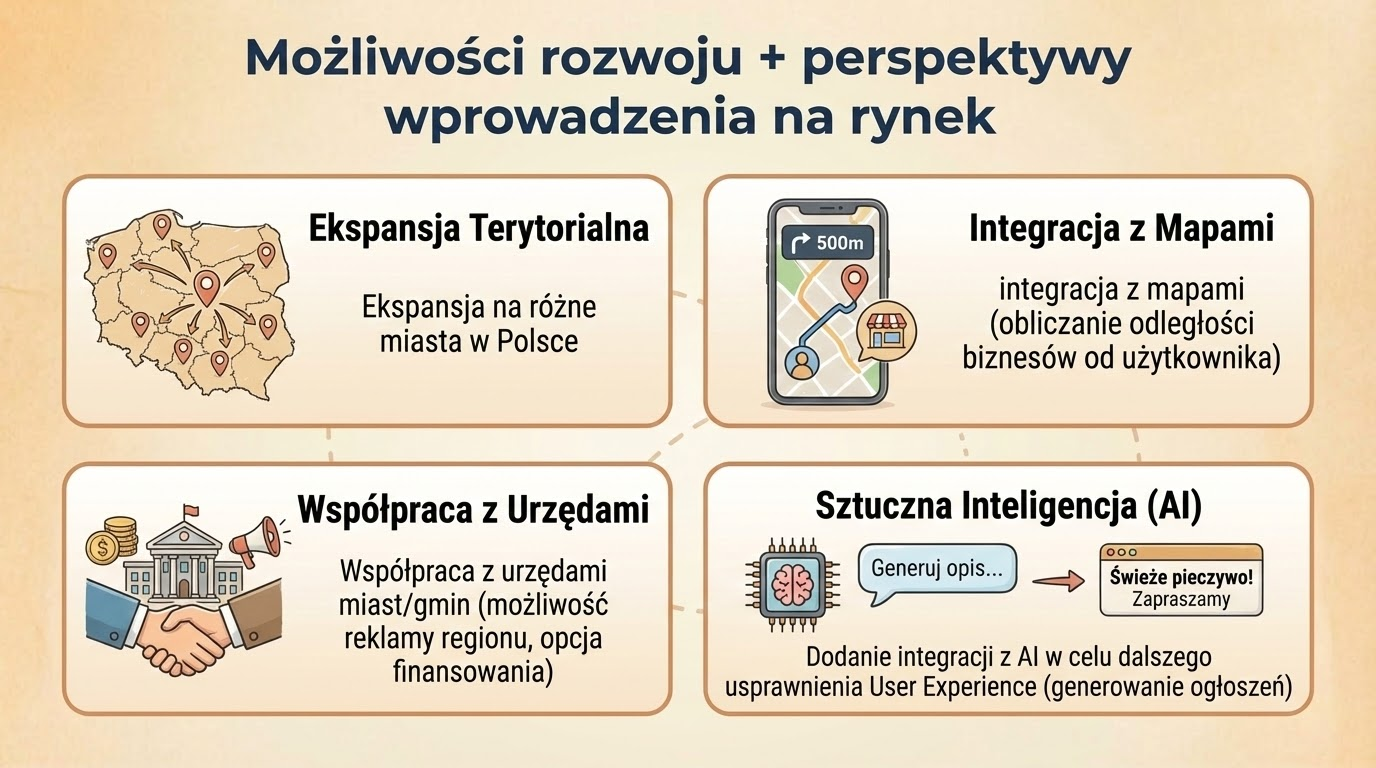 Możliwości rozwoju + perspektywy
wprowadzenia na rynek
Ekspansja Terytorialna
Ekspansja na różne
miasta w Polsce
500m
Integracja z Mapami
integracja z mapami
(obliczanie odległości
biznesów od użytkownika)
$
Współpraca z Urzędami
Współpraca z urzędami
miast/gmin (możliwość
reklamy regionu, opcja
finansowania)
Sztuczna Inteligencja (AI)
Generuj opis...
Świeże pieczywo!
Zapraszamy
Dodanie integracji z AI w celu dalszego
usprawnienia User Experience (generowanie ogłoszeń)